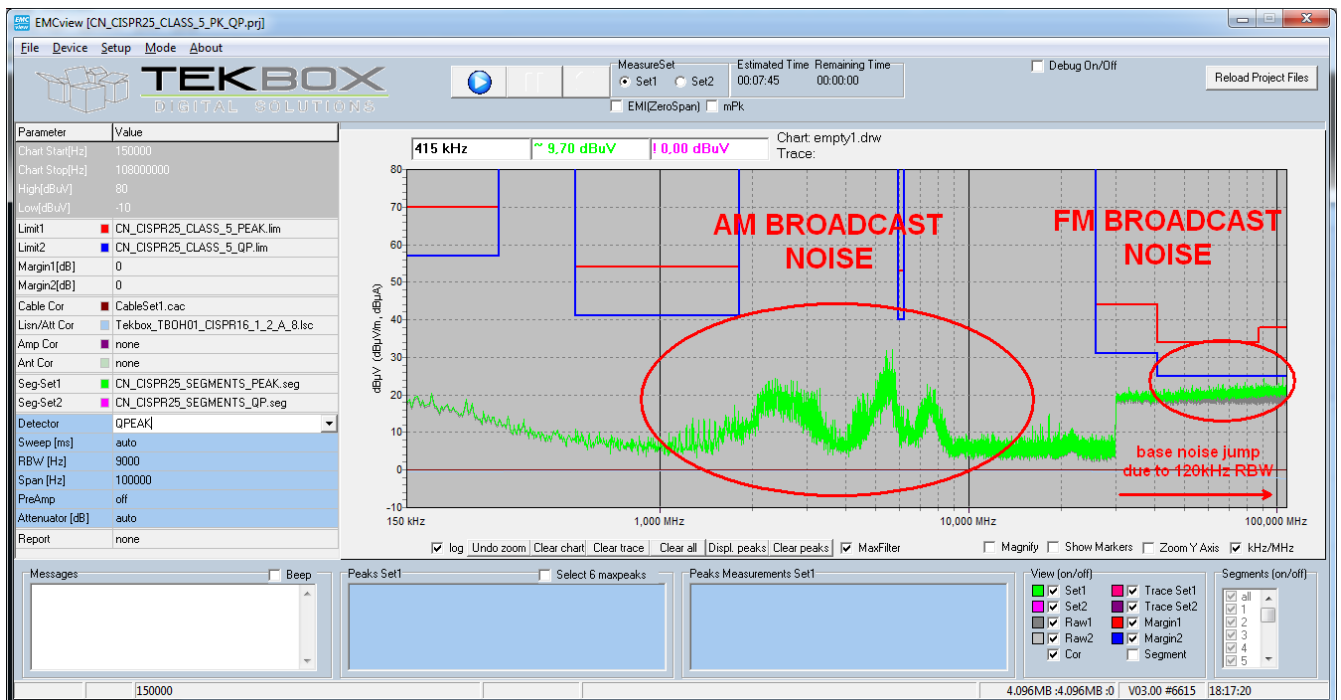 EMCview [CN_CISPR25_CLASS_5_PK_QP.prj]
File Device Setup Mode About
TEKBOX
DIGITAL SOLUTIONS
MeasureSet
Set1 Set2
Estimated Time Remaining Time
00:07:45 00:00:00
EMI(ZeroSpan) mPk
Debug On/Off
Reload Project Files
Parameter Value
Chart Start[Hz] 150000
Chart Stop[Hz] 108000000
High[dBuV] 80
Low[dBuV] -10
Limit1 CN_CISPR25_CLASS_5_PEAK.lim
Limit2 CN_CISPR25_CLASS_5_QP.lim
Margin1[dB] 0
Margin2[dB] 0
Cable Cor CableSet1.cac
Lisn/Att Cor Tekbox_TBOH01_CISPR16_1_2_A_8.lsc
Amp Cor none
Ant Cor none
Seg-Set1 CN_CISPR25_SEGMENTS_PEAK.seg
Seg-Set2 CN_CISPR25_SEGMENTS_QP.seg
Detector QPEAK
Sweep [ms] auto
RBW [Hz] 9000
Span [Hz] 100000
PreAmp off
Attenuator [dB] auto
Report none
415 kHz ~ 9,70 dBuV ! 0,00 dBuV
Chart: empty1.drw
Trace:
80
70
60
50
40
30
20
10
0
-10
dBµV (dBµV/m, dBµA)
AM BROADCAST
NOISE
FM BROADCAST
NOISE
base noise jump
due to 120kHz RBW
150 kHz 1,000 MHz 10,000 MHz 100,000 MHz
log Undo zoom Clear chart Clear trace Clear all Displ. peaks Clear peaks MaxFilter
Magnify Show Markers Zoom Y Axis kHz/MHz
Messages Beep
Peaks Set1 Select 6 maxpeaks
Peaks Measurements Set1
View (on/off)
Set1 Trace Set1
Set2 Trace Set2
Raw1 Margin1
Raw2 Margin2
Cor Segment
Segments (on/off)
all
1
2
3
4
5
150000
4.096MB :4.096MB :0 V03.00 #6615 18:17:20